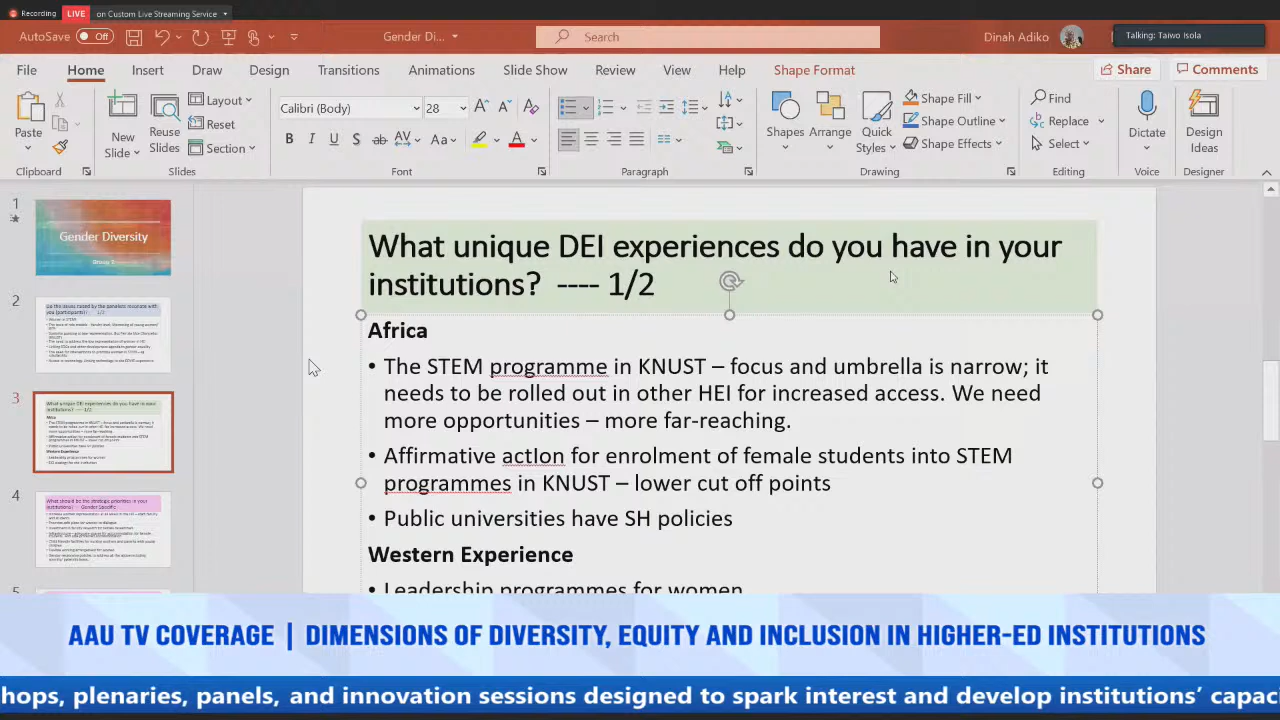 Recording LIVE on Custom Live Streaming Service
AutoSave Off Gender Di... Search Dinah Adiko Talking: Taiwo Isola
File Home Insert Draw Design Transitions Animations Slide Show Review View Help Shape Format Share Comments
Paste
New Slide
Reuse Slides
Layout
Reset
Section
Calibri (Body) 28
B I U S ab AV Aa A
Shapes Arrange Quick Styles
Shape Fill
Shape Outline
Shape Effects
Find
Replace
Select
Dictate
Design Ideas
Clipboard Slides Font Paragraph Drawing Editing Voice Designer
1
Gender Diversity
2
3
4
5
What unique DEI experiences do you have in your
institutions? ---- 1/2
Africa
• The STEM programme in KNUST – focus and umbrella is narrow; it
needs to be rolled out in other HEI for increased access. We need
more opportunities – more far-reaching.
• Affirmative actIon for enrolment of female students into STEM
programmes in KNUST – lower cut off points
• Public universities have SH policies
Western Experience
• Leadership programmes for women
AAU TV COVERAGE | DIMENSIONS OF DIVERSITY, EQUITY AND INCLUSION IN HIGHER-ED INSTITUTIONS
hops, plenaries, panels, and innovation sessions designed to spark interest and develop institutions’ capac